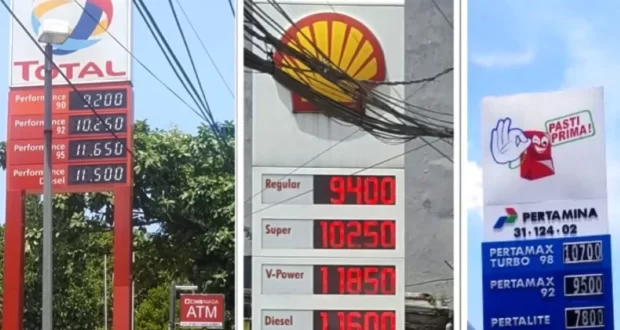 TOTAL
Performance 90 9.200
Performance 92 10.250
Performance 95 11.650
Performance Diesel 11.500
CIMB NIAGA
ATM
Regular 9400
Super 10250
V-Power 11850
Diesel 11600
PASTI PRIMA!
PERTAMINA
31·124·02
PERTAMAX TURBO 98 10700
PERTAMAX 92 9500
PERTALITE 7800